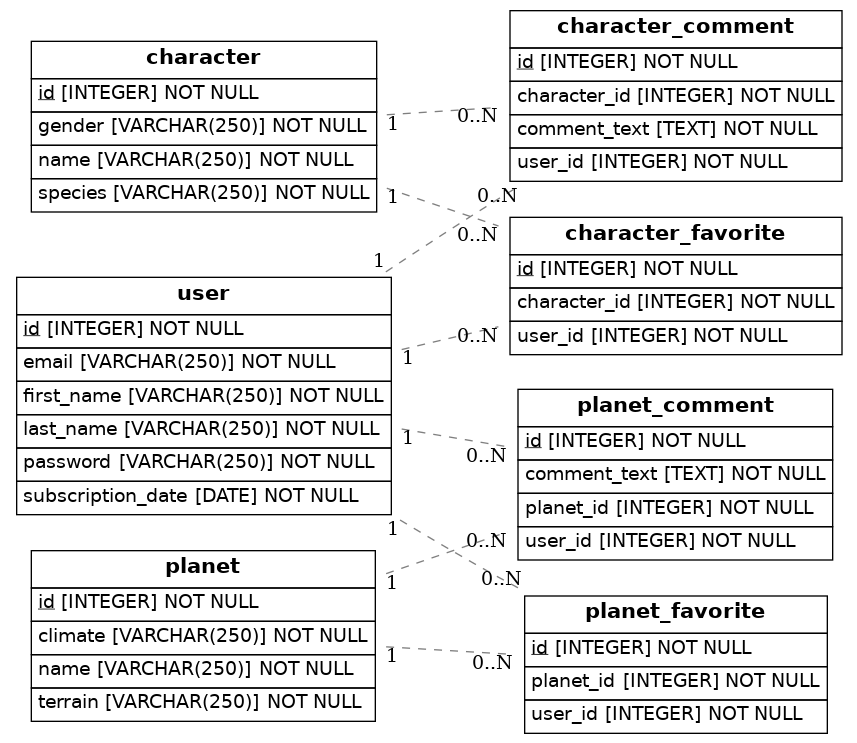 character
id [INTEGER] NOT NULL
gender [VARCHAR(250)] NOT NULL
name [VARCHAR(250)] NOT NULL
species [VARCHAR(250)] NOT NULL
user
id [INTEGER] NOT NULL
email [VARCHAR(250)] NOT NULL
first_name [VARCHAR(250)] NOT NULL
last_name [VARCHAR(250)] NOT NULL
password [VARCHAR(250)] NOT NULL
subscription_date [DATE] NOT NULL
planet
id [INTEGER] NOT NULL
climate [VARCHAR(250)] NOT NULL
name [VARCHAR(250)] NOT NULL
terrain [VARCHAR(250)] NOT NULL
1
0..N
1
0..N
1
0..N
1
0..N
1
0..N
1
0..N
1
0..N
1
0..N
character_comment
id [INTEGER] NOT NULL
character_id [INTEGER] NOT NULL
comment_text [TEXT] NOT NULL
user_id [INTEGER] NOT NULL
character_favorite
id [INTEGER] NOT NULL
character_id [INTEGER] NOT NULL
user_id [INTEGER] NOT NULL
planet_comment
id [INTEGER] NOT NULL
comment_text [TEXT] NOT NULL
planet_id [INTEGER] NOT NULL
user_id [INTEGER] NOT NULL
planet_favorite
id [INTEGER] NOT NULL
planet_id [INTEGER] NOT NULL
user_id [INTEGER] NOT NULL